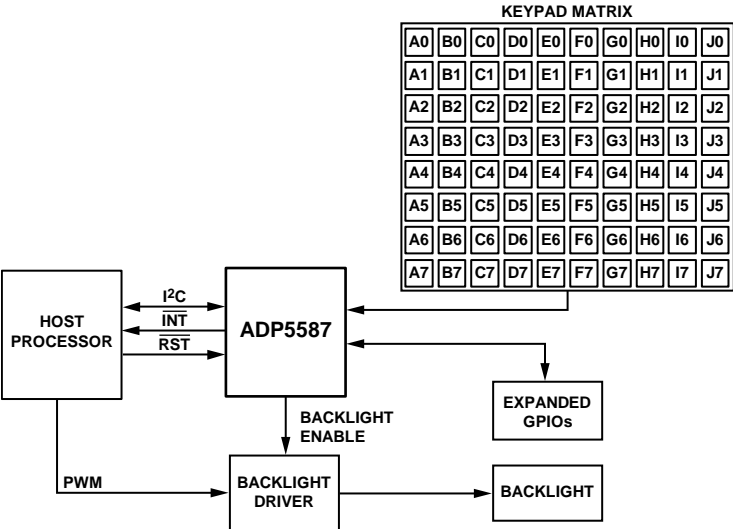 KEYPAD MATRIX
A0 B0 C0 D0 E0 F0 G0 H0 I0 J0
A1 B1 C1 D1 E1 F1 G1 H1 I1 J1
A2 B2 C2 D2 E2 F2 G2 H2 I2 J2
A3 B3 C3 D3 E3 F3 G3 H3 I3 J3
A4 B4 C4 D4 E4 F4 G4 H4 I4 J4
A5 B5 C5 D5 E5 F5 G5 H5 I5 J5
A6 B6 C6 D6 E6 F6 G6 H6 I6 J6
A7 B7 C7 D7 E7 F7 G7 H7 I7 J7
HOST
PROCESSOR
I²C
INT
RST
ADP5587
BACKLIGHT
ENABLE
EXPANDED
GPIOs
PWM
BACKLIGHT
DRIVER
BACKLIGHT